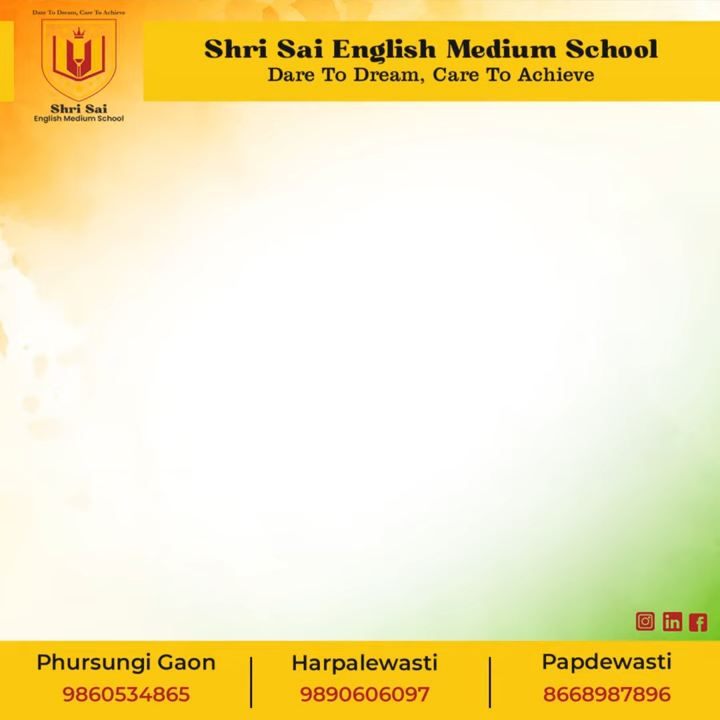 Dare To Dream, Care To Achieve
Shri Sai
English Medium School
Shri Sai English Medium School
Dare To Dream, Care To Achieve
Phursungi Gaon
9860534865
Harpalewasti
9890606097
Papdewasti
8668987896